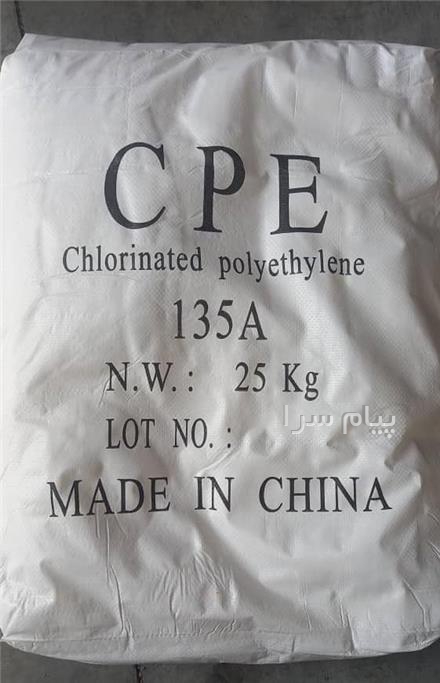 CPE
Chlorinated polyethylene
135A
N.W.: 25 Kg
LOT NO.:
پیام سرا
MADE IN CHINA